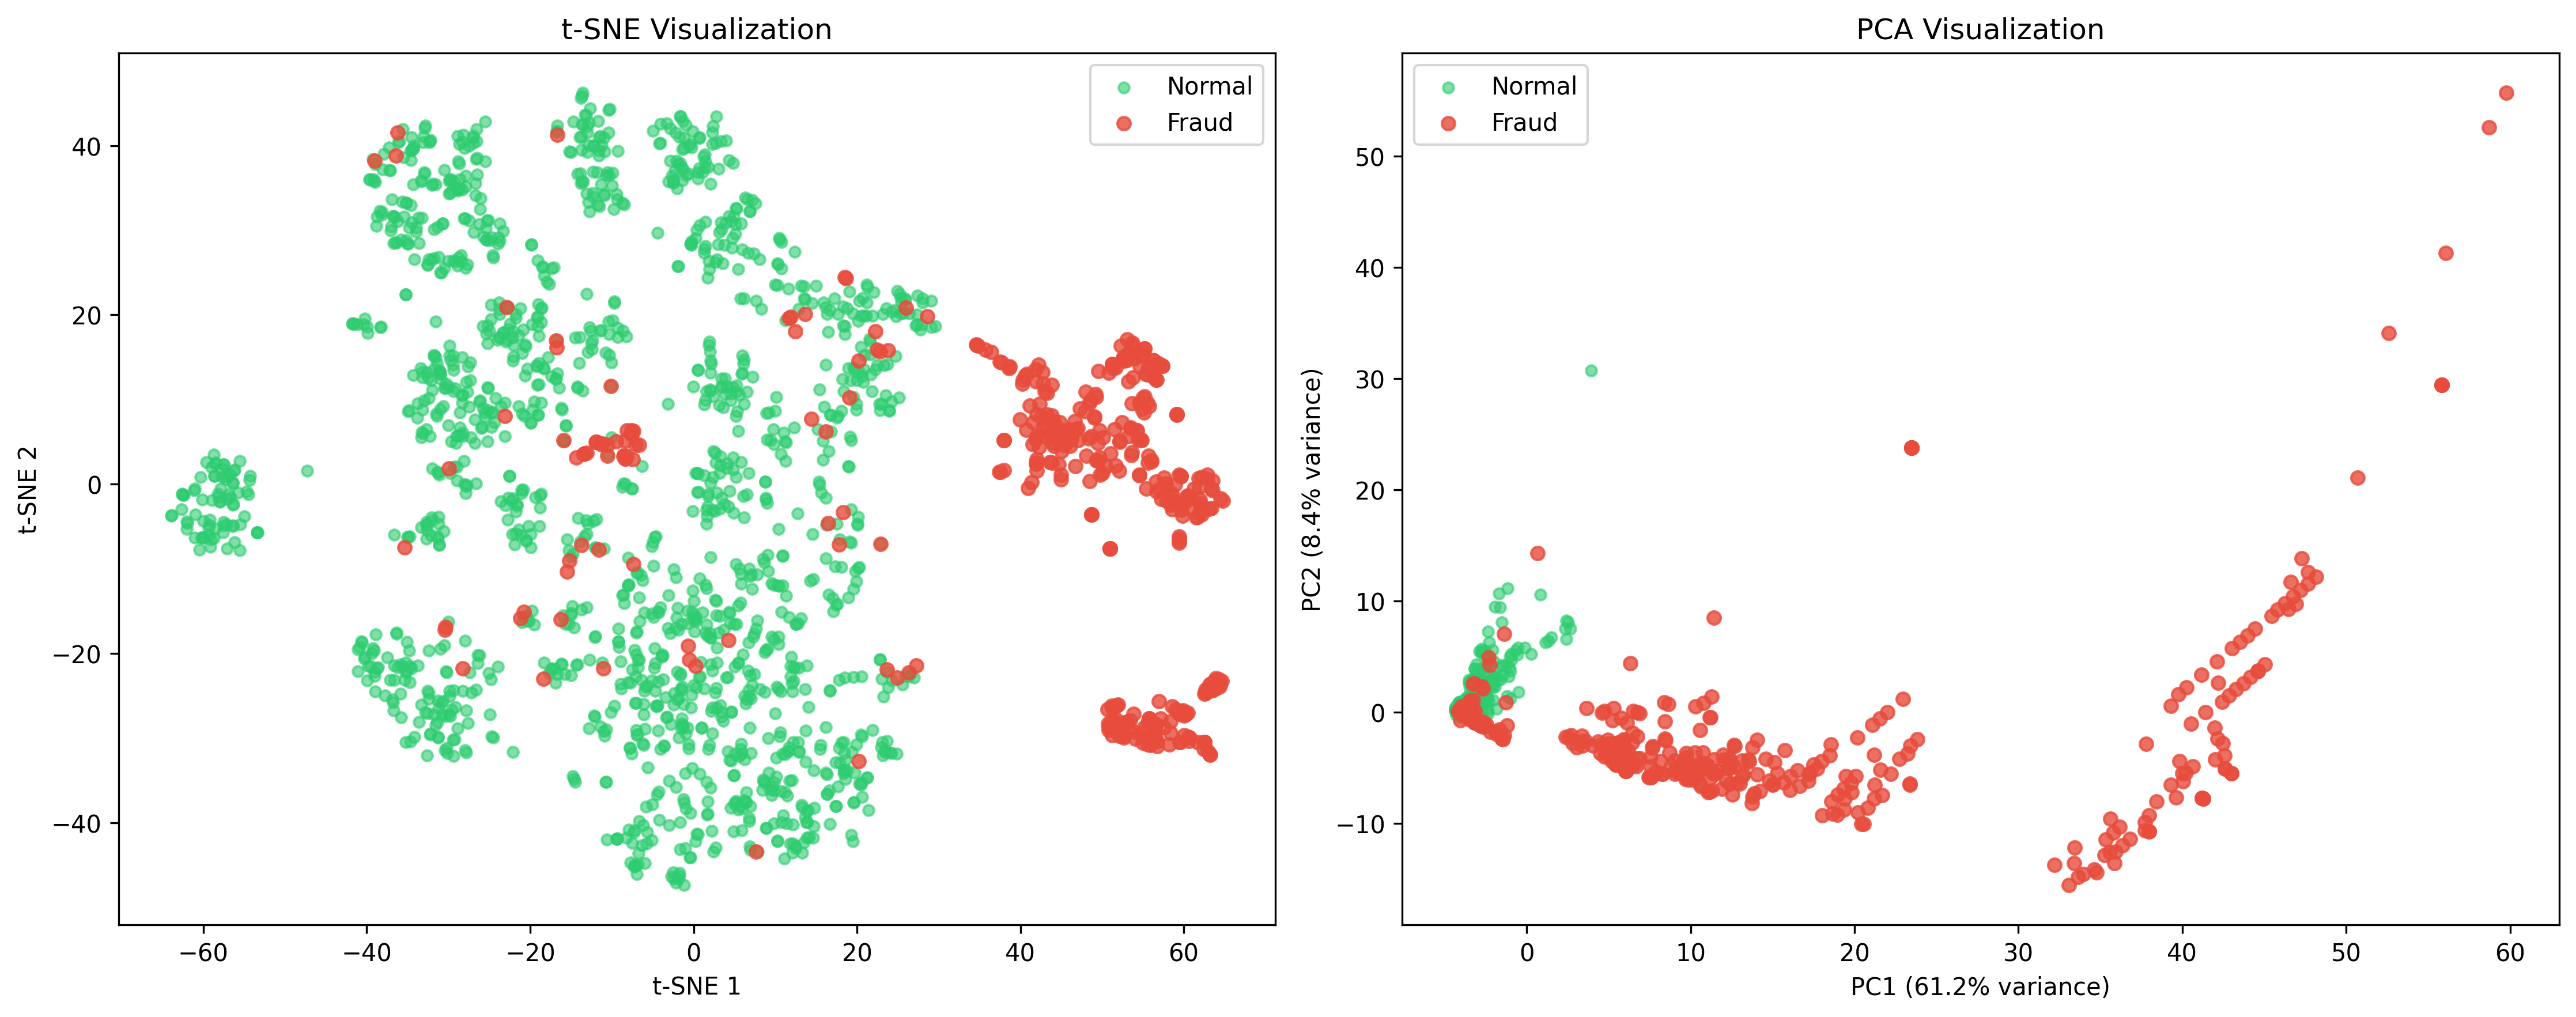 t-SNE Visualization
Normal
Fraud
40
20
0
−20
−40
t-SNE 2
−60
−40
−20
0
20
40
60
t-SNE 1
PCA Visualization
Normal
Fraud
50
40
30
20
10
0
−10
PC2 (8.4% variance)
0
10
20
30
40
50
60
PC1 (61.2% variance)